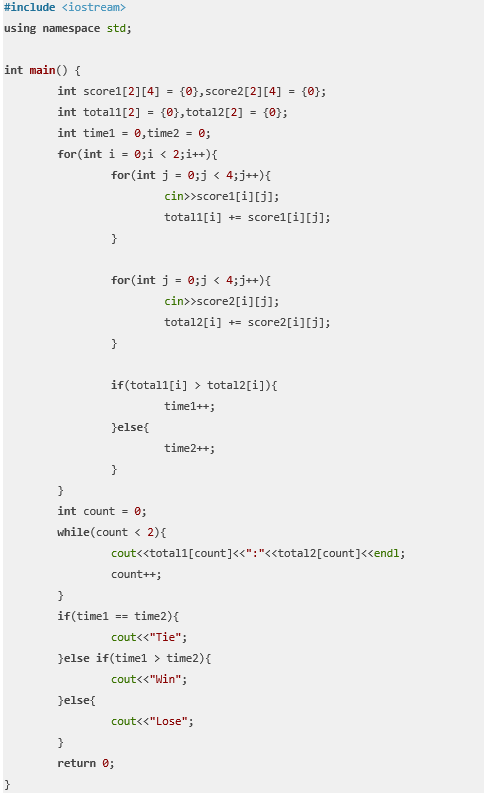 #include <iostream>
using namespace std;
int main() {
int score1[2][4] = {0},score2[2][4] = {0};
int total1[2] = {0},total2[2] = {0};
int time1 = 0,time2 = 0;
for(int i = 0;i < 2;i++){
for(int j = 0;j < 4;j++){
cin>>score1[i][j];
total1[i] += score1[i][j];
}
for(int j = 0;j < 4;j++){
cin>>score2[i][j];
total2[i] += score2[i][j];
}
if(total1[i] > total2[i]){
time1++;
}else{
time2++;
}
}
int count = 0;
while(count < 2){
cout<<total1[count]<<":"<<total2[count]<<endl;
count++;
}
if(time1 == time2){
cout<<"Tie";
}else if(time1 > time2){
cout<<"Win";
}else{
cout<<"Lose";
}
return 0;
}